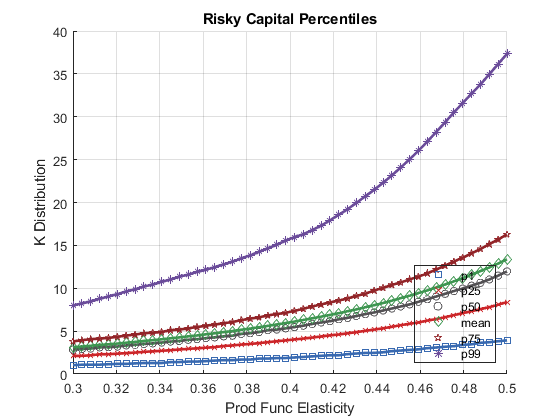 Risky Capital Percentiles
K Distribution
40
35
30
25
20
15
10
5
0
p1
p25
p50
mean
p75
p99
0.3 0.32 0.34 0.36 0.38 0.4 0.42 0.44 0.46 0.48 0.5
Prod Func Elasticity